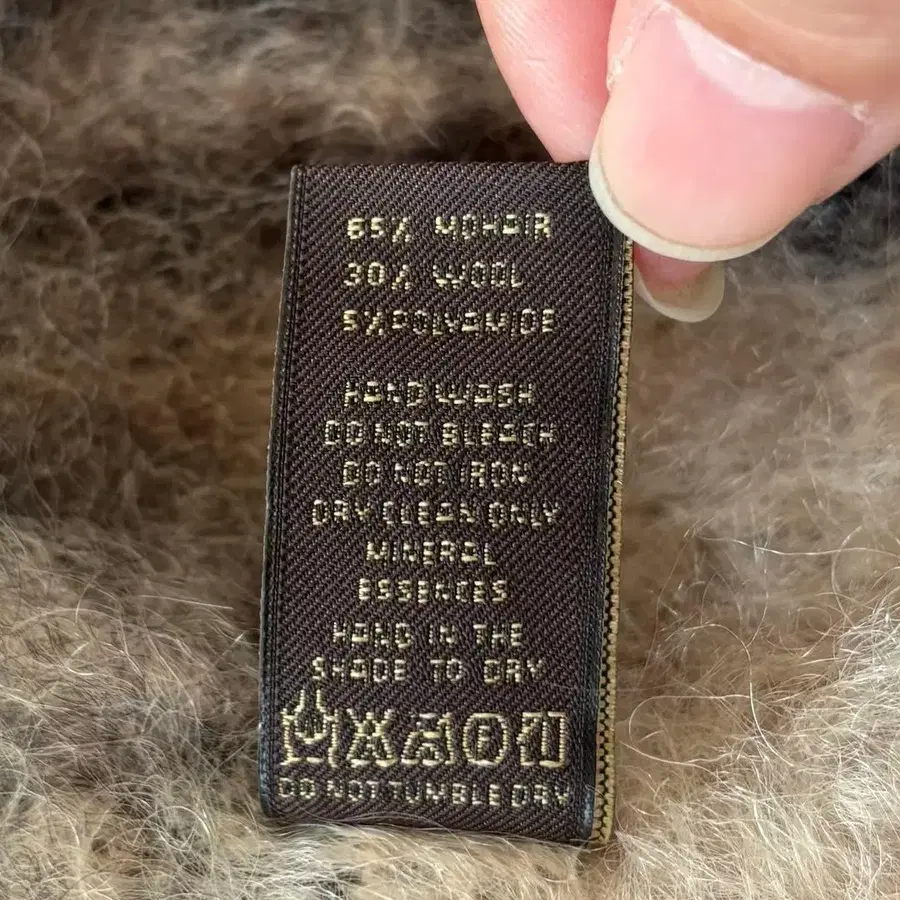 65% MOHAIR
30% WOOL
5% POLYAMIDE
HAND WASH
DO NOT BLEACH
DO NOT IRON
DRY CLEAN ONLY
MINERAL
ESSENCES
HANG IN THE
SHADE TO DRY
DO NOT TUMBLE DRY